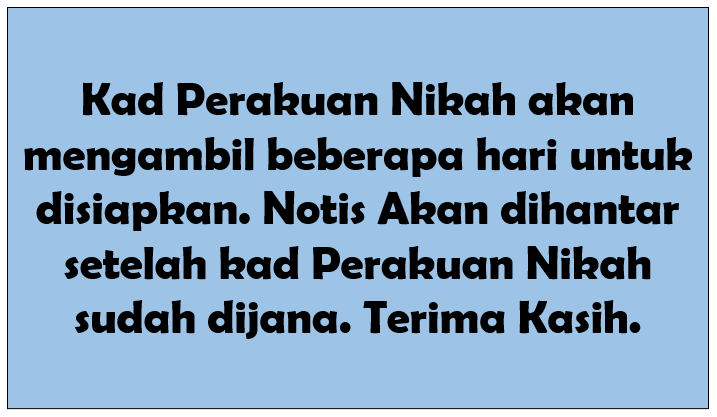 Kad Perakuan Nikah akan
mengambil beberapa hari untuk
disiapkan. Notis Akan dihantar
setelah kad Perakuan Nikah
sudah dijana. Terima Kasih.